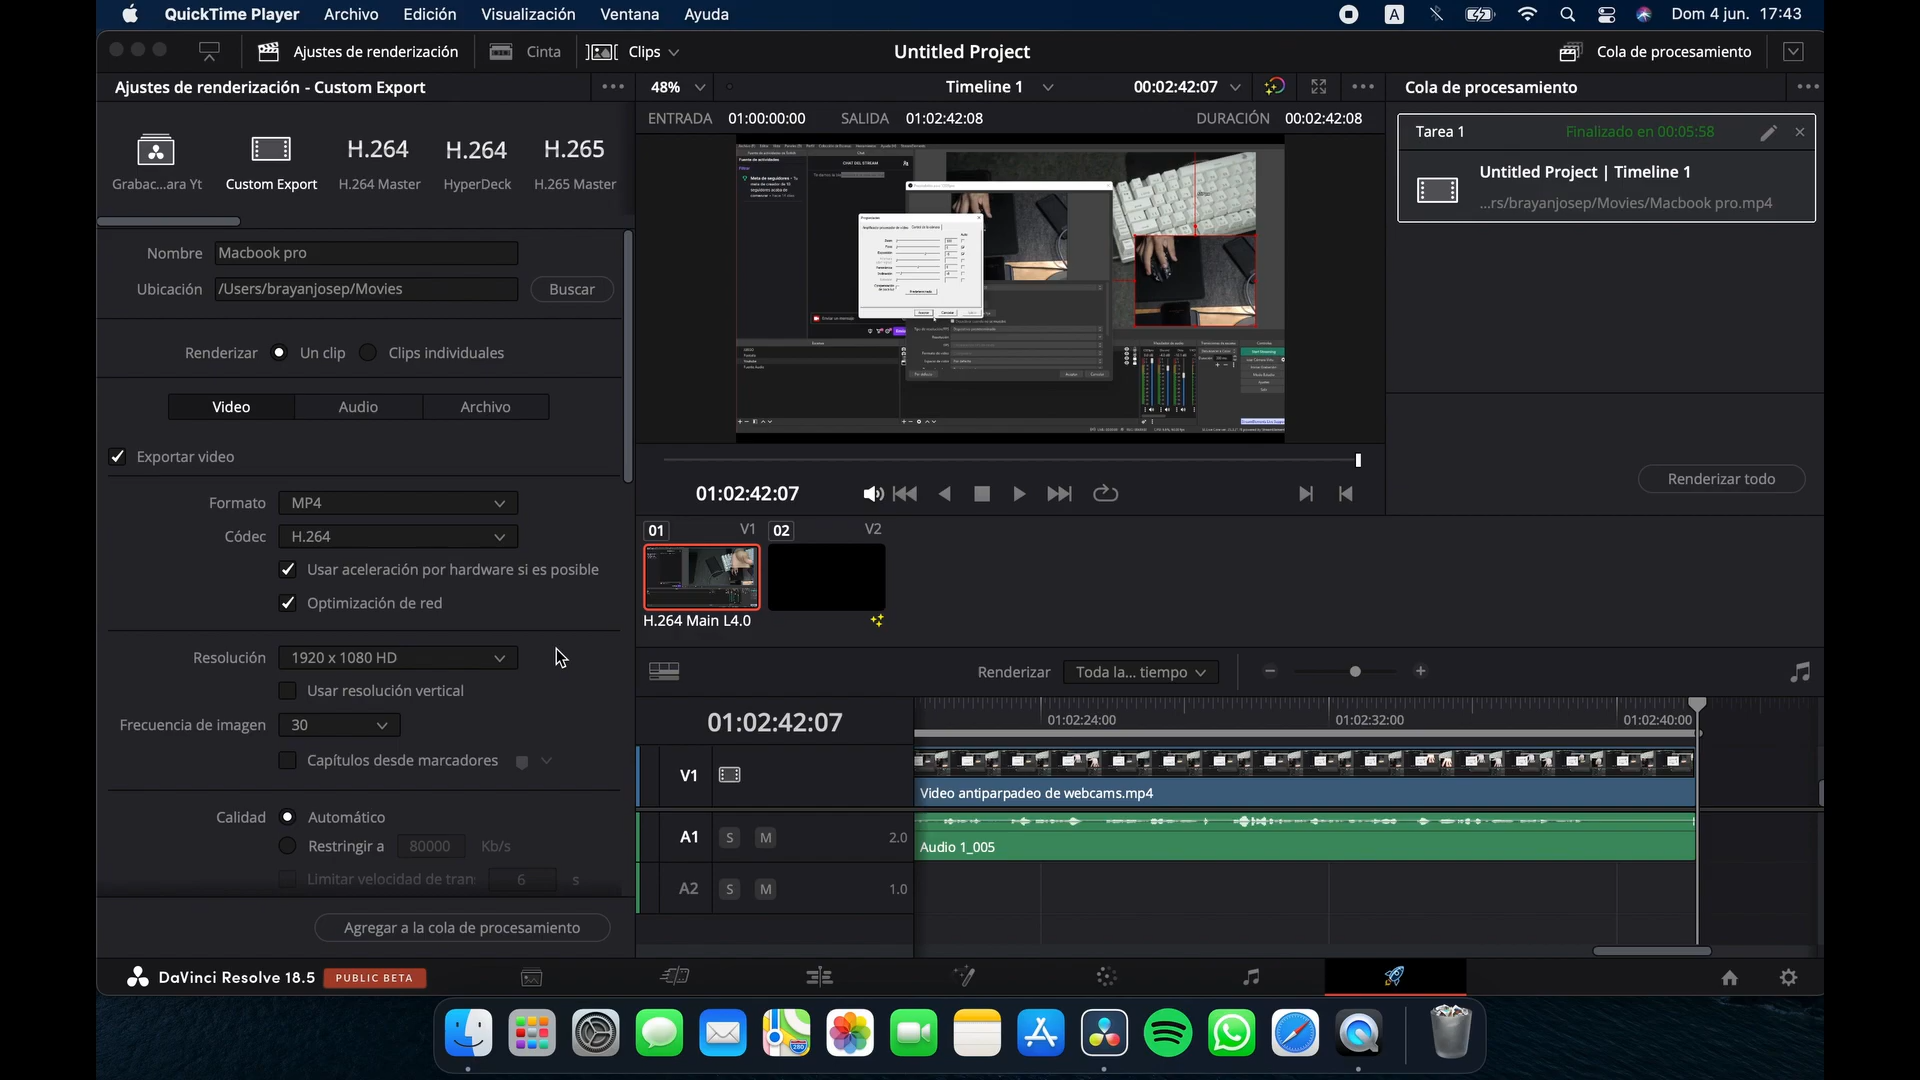 QuickTime Player Archivo Edición Visualización Ventana Ayuda
A
Dom 4 jun. 17:43
Ajustes de renderización
Cinta
Clips
Untitled Project
Cola de procesamiento
Ajustes de renderización - Custom Export
48%
Timeline 1
00:02:42:07
Cola de procesamiento
ENTRADA 01:00:00:00 SALIDA 01:02:42:08
DURACIÓN 00:02:42:08
Tarea 1
Finalizado en 00:05:58
Untitled Project | Timeline 1
...rs/brayanjosep/Movies/Macbook pro.mp4
H.264 H.264 H.265
Grabac...ara Yt
Custom Export
H.264 Master
HyperDeck
H.265 Master
Nombre Macbook pro
Ubicación /Users/brayanjosep/Movies Buscar
Renderizar Un clip Clips individuales
Video Audio Archivo
Exportar video
Formato MP4
Códec H.264
Usar aceleración por hardware si es posible
Optimización de red
Resolución 1920 x 1080 HD
Usar resolución vertical
Frecuencia de imagen 30
Capítulos desde marcadores
Calidad Automático
Restringir a 80000 Kb/s
Limitar velocidad de tran 6 s
Agregar a la cola de procesamiento
CHAT DEL STREAM
01:02:42:07
Renderizar todo
01 V1 02 V2
H.264 Main L4.0
Renderizar Toda la... tiempo
01:02:42:07
01:02:24:00
01:02:32:00
01:02:40:00
V1
Video antiparpadeo de webcams.mp4
A1 S M 2.0
Audio 1_005
A2 S M 1.0
DaVinci Resolve 18.5 PUBLIC BETA
280